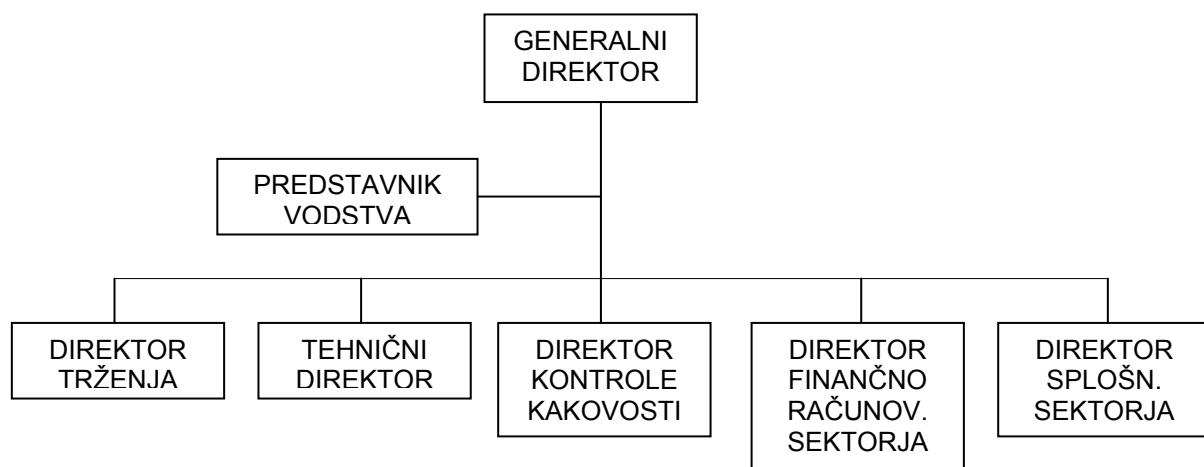 GENERALNI
DIREKTOR
PREDSTAVNIK
VODSTVA
DIREKTOR
TRŽENJA
TEHNIČNI
DIREKTOR
DIREKTOR
KONTROLE
KAKOVOSTI
DIREKTOR
FINANČNO
RAČUNOV.
SEKTORJA
DIREKTOR
SPLOŠN.
SEKTORJA